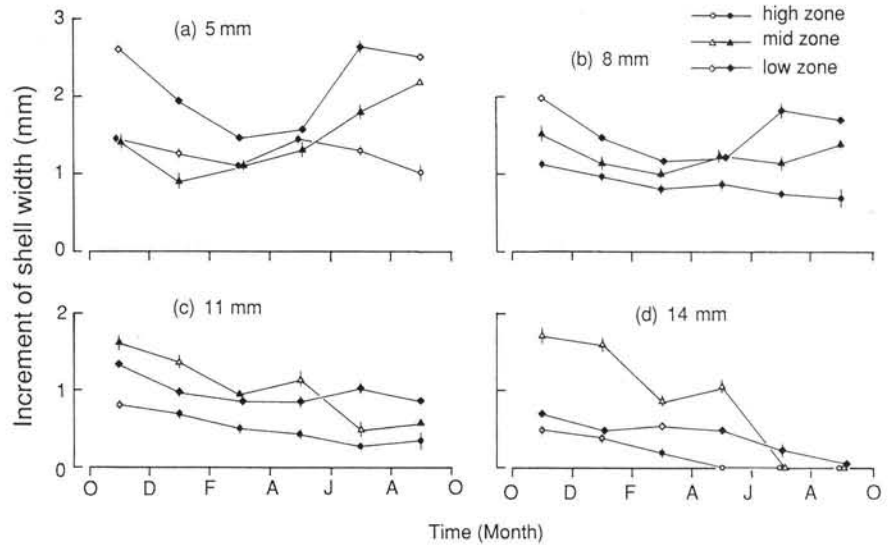 (a) 5 mm
high zone
mid zone
low zone
(b) 8 mm
3
2
1
0
Increment of shell width (mm)
(c) 11 mm
(d) 14 mm
2
1
0
O D F A J A O
O D F A J A O
Time (Month)